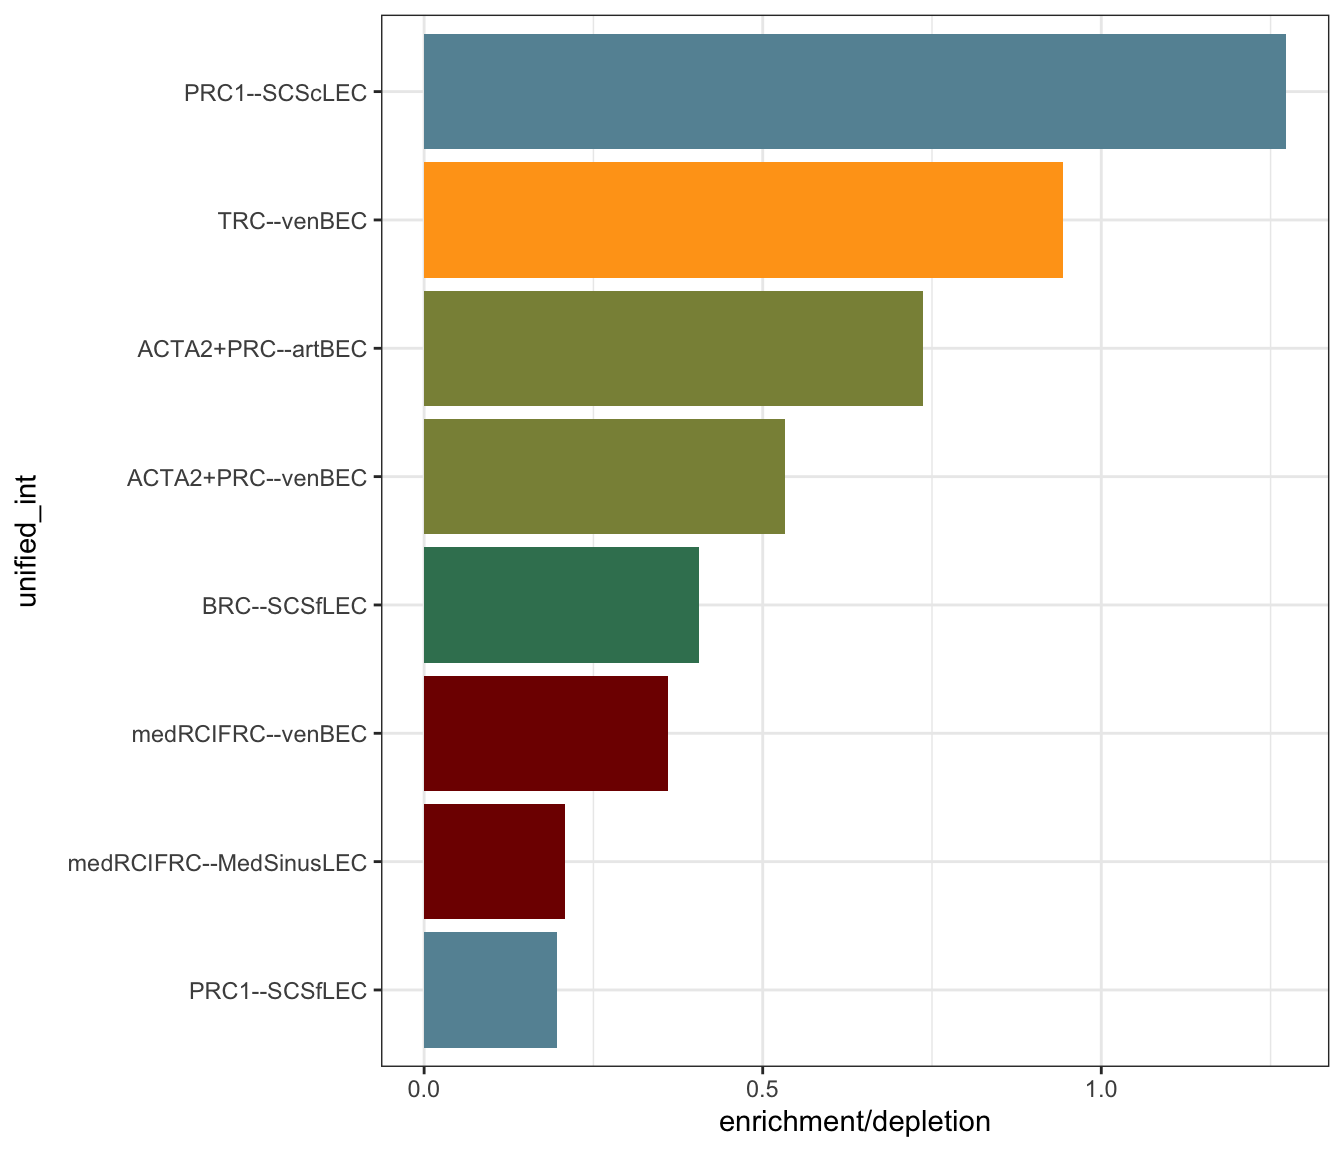 PRC1--SCScLEC
TRC--venBEC
ACTA2+PRC--artBEC
ACTA2+PRC--venBEC
BRC--SCSfLEC
medRCIFRC--venBEC
medRCIFRC--MedSinusLEC
PRC1--SCSfLEC
unified_int
0.0 0.5 1.0
enrichment/depletion